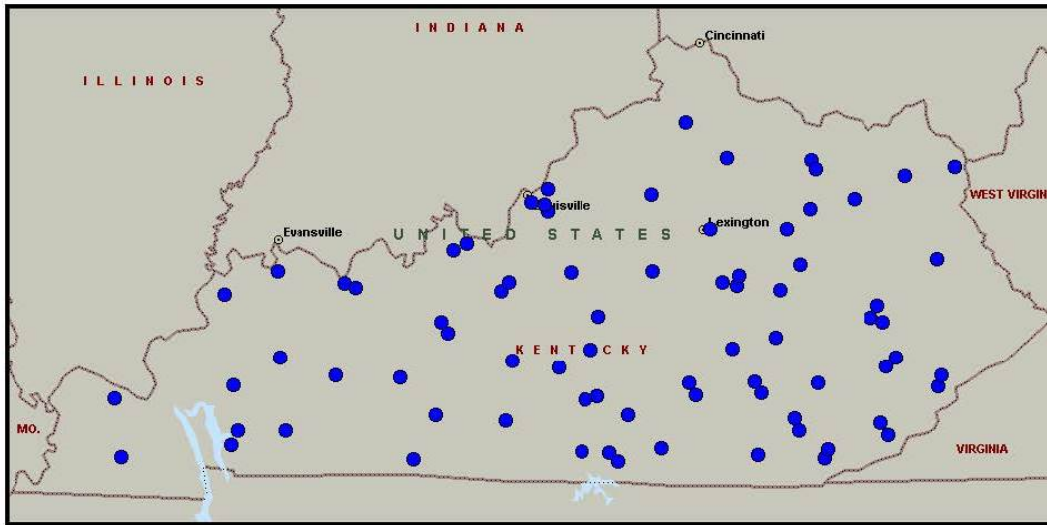 INDIANA
Cincinnati
ILLINOIS
WEST VIRGIN
Lexington
Evansville
UNITED STATES
KENTUCKY
MO.
VIRGINIA